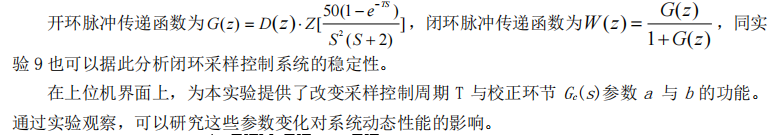 开环脉冲传递函数为 G(z) = D(z)·Z[50(1-e^{-TS})/S^2(S+2)]，闭环脉冲传递函数为 W(z) = G(z)/1+G(z)，同实
验 9 也可以据此分析闭环采样控制系统的稳定性。
在上位机界面上，为本实验提供了改变采样控制周期 T 与校正环节 G_c(s)参数 a 与 b 的功能。
通过实验观察，可以研究这些参数变化对系统动态性能的影响。